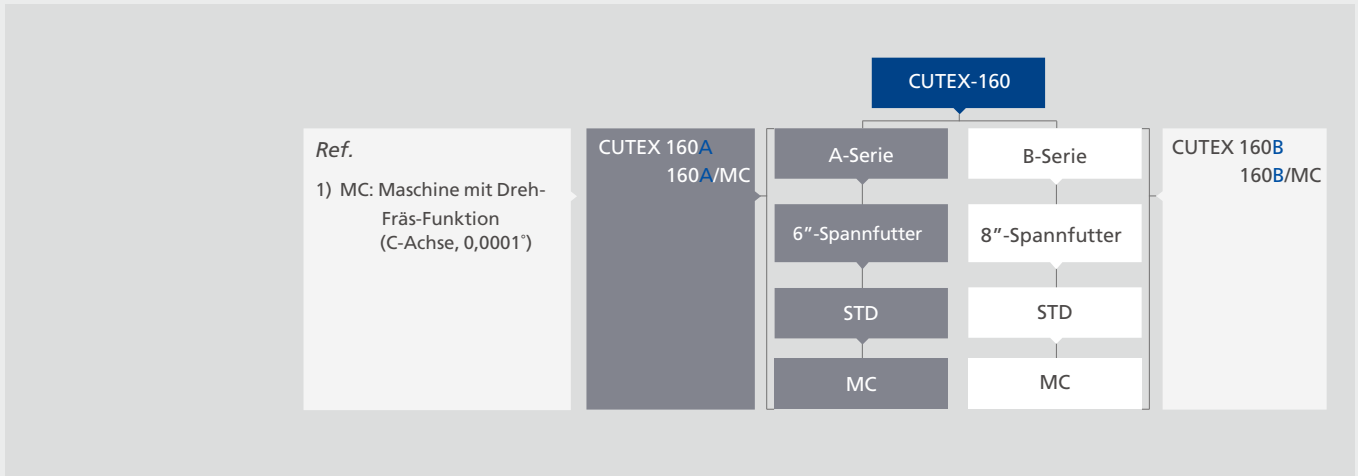 CUTEX-160
Ref.
1) MC: Maschine mit Dreh-
Fräs-Funktion
(C-Achse, 0,0001°)
CUTEX 160A
160A/MC
A-Serie
6”-Spannfutter
STD
MC
B-Serie
8”-Spannfutter
STD
MC
CUTEX 160B
160B/MC